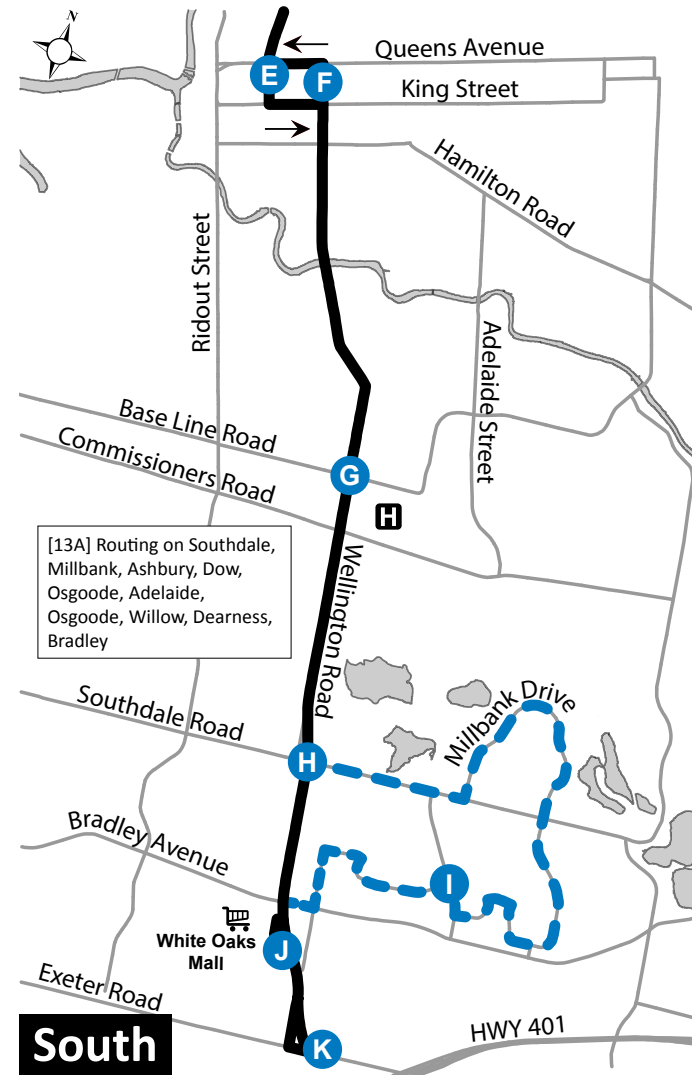 N
Queens Avenue
E
F
King Street
Hamilton Road
Ridout Street
Adelaide Street
Base Line Road
Commissioners Road
G
H
[13A] Routing on Southdale,
Millbank, Ashbury, Dow,
Osgoode, Adelaide,
Osgoode, Willow, Dearness,
Bradley
Wellington Road
Southdale Road
Millbank Drive
H
Bradley Avenue
I
White Oaks
Mall
J
Exeter Road
South
K
HWY 401